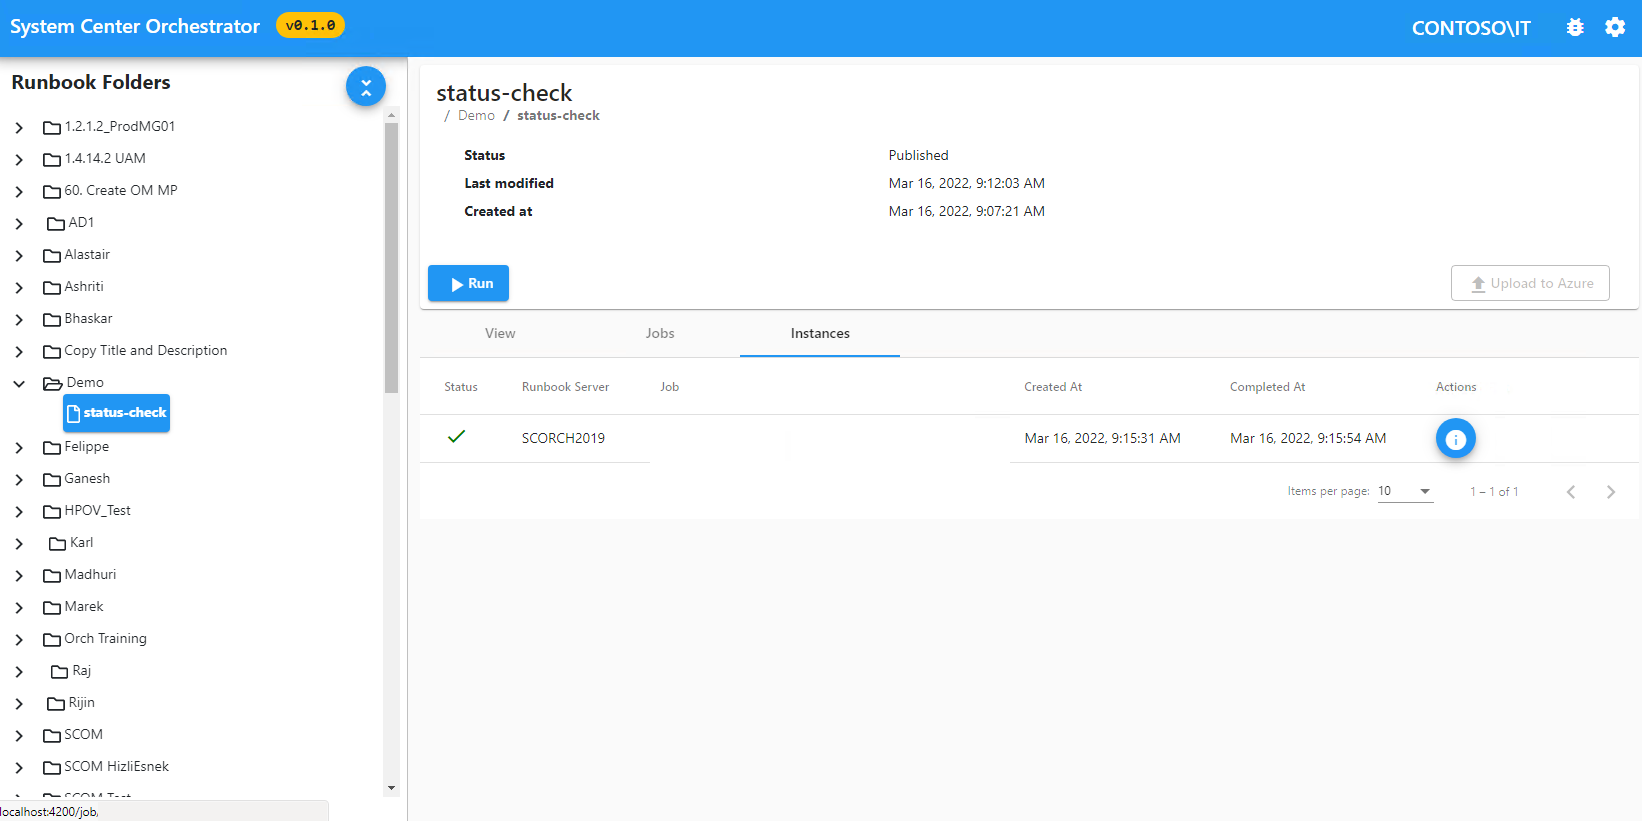 System Center Orchestrator v0.1.0 CONTOSO\IT
Runbook Folders
1.2.1.2_ProdMG01
1.4.14.2 UAM
60. Create OM MP
AD1
Alastair
Ashriti
Bhaskar
Copy Title and Description
Demo
status-check
Felippe
Ganesh
HPOV_Test
Karl
Madhuri
Marek
Orch Training
Raj
Rijin
SCOM
SCOM HizliEsnek
SCOM Test
localhost:4200/job,
status-check
/ Demo / status-check
Status Published
Last modified Mar 16, 2022, 9:12:03 AM
Created at Mar 16, 2022, 9:07:21 AM
Run Upload to Azure
View Jobs Instances
Status Runbook Server Job Created At Completed At Actions
SCORCH2019 Mar 16, 2022, 9:15:31 AM Mar 16, 2022, 9:15:54 AM
Items per page: 10 1 – 1 of 1